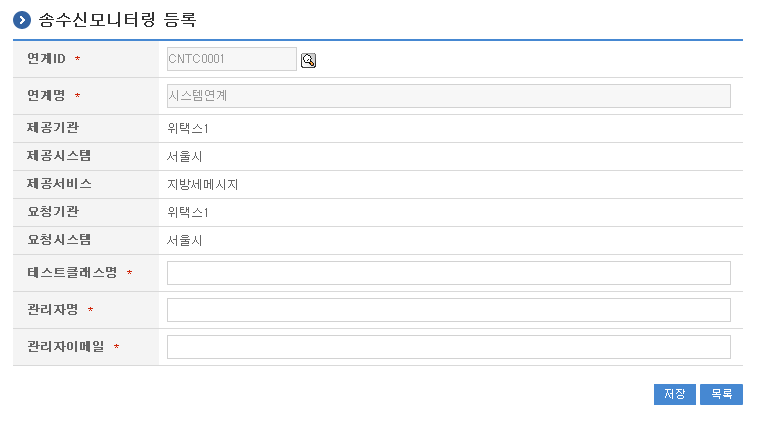 송수신모니터링 등록
연계ID * CNTC0001
연계명 * 시스템연계
제공기관 위택스1
제공시스템 서울시
제공서비스 지방세메시지
요청기관 위택스1
요청시스템 서울시
테스트클래스명 *
관리자명 *
관리자이메일 *
저장 목록